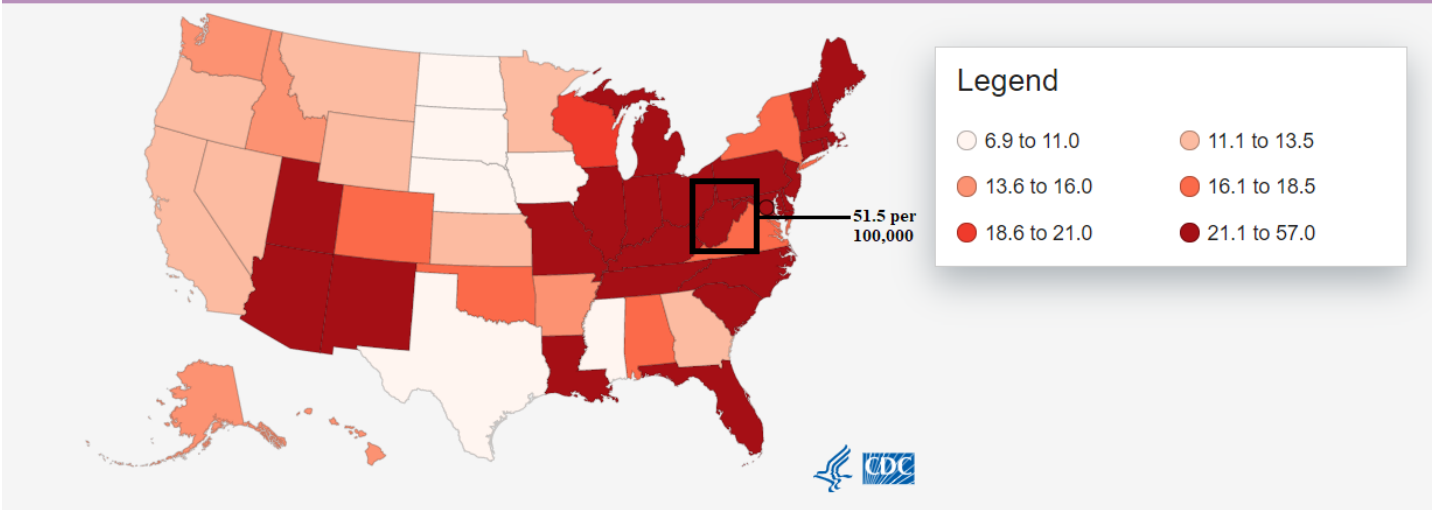 Legend
6.9 to 11.0
11.1 to 13.5
13.6 to 16.0
16.1 to 18.5
18.6 to 21.0
21.1 to 57.0
51.5 per
100,000
CDC